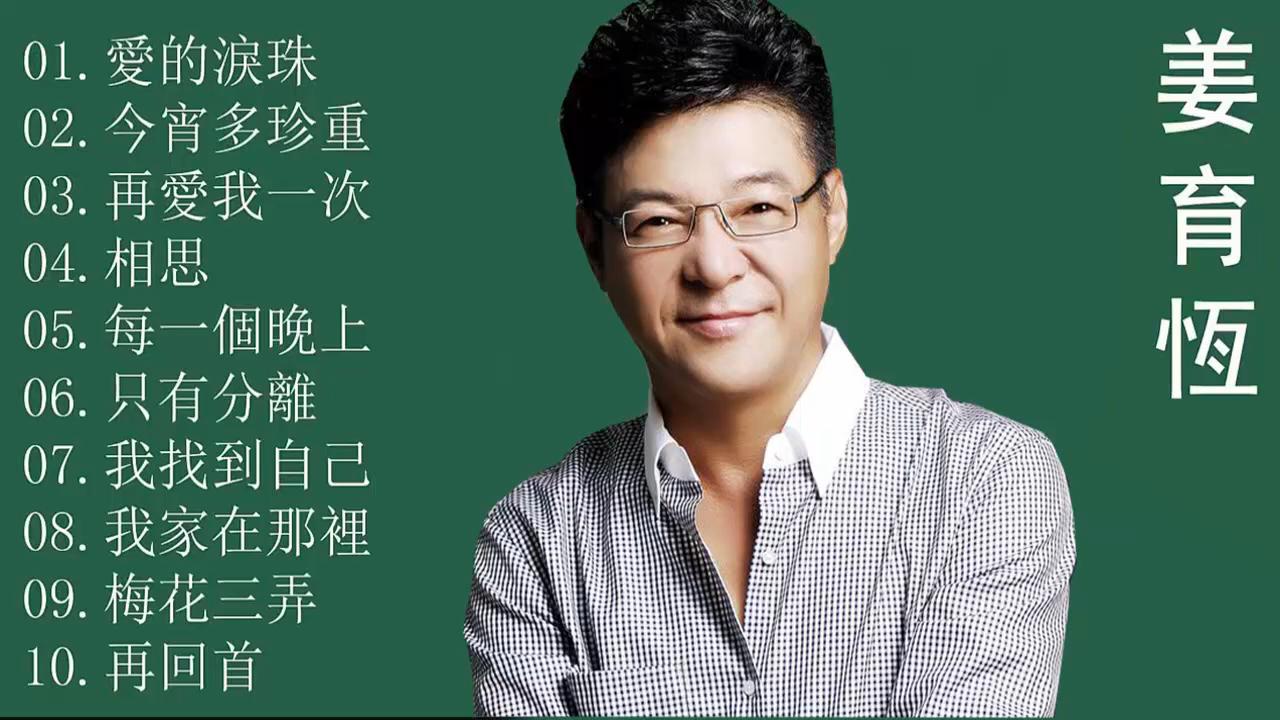 01. 愛的淚珠
02. 今宵多珍重
03. 再愛我一次
04. 相思
05. 每一個晚上
06. 只有分離
07. 我找到自己
08. 我家在那裡
09. 梅花三弄
10. 再回首
姜育恆